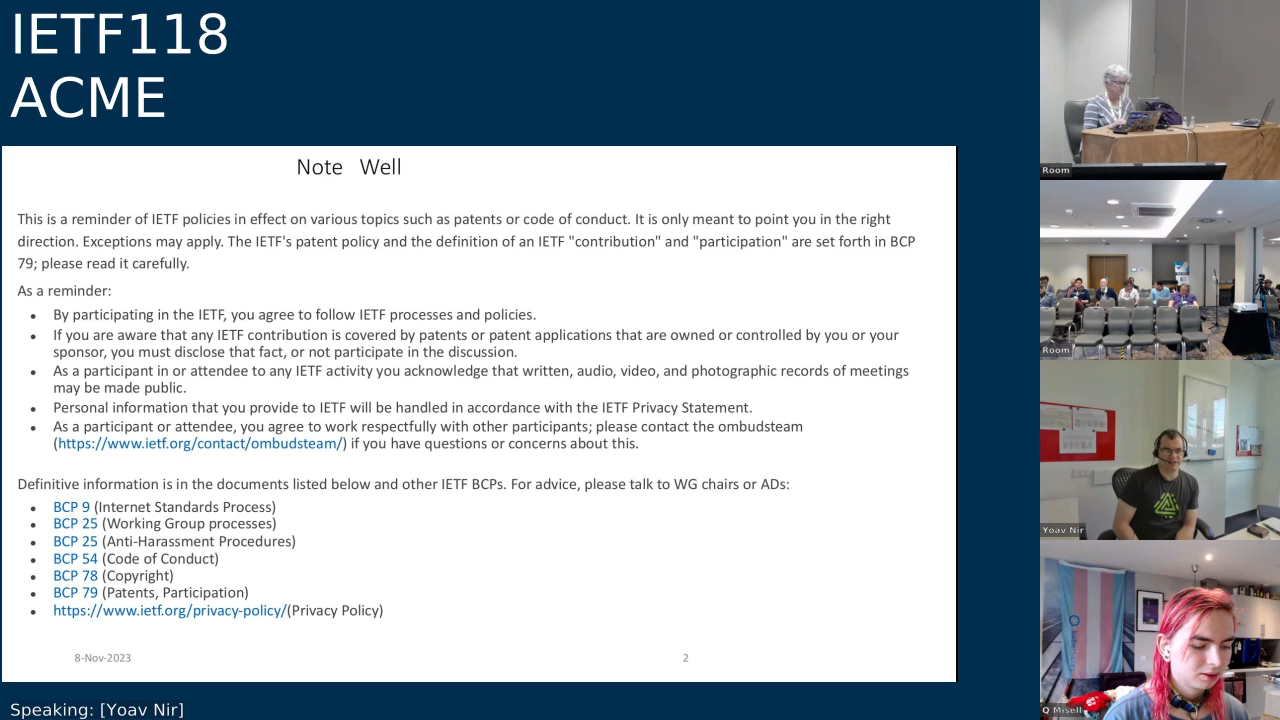 IETF118
ACME
Note Well
This is a reminder of IETF policies in effect on various topics such as patents or code of conduct. It is only meant to point you in the right
direction. Exceptions may apply. The IETF's patent policy and the definition of an IETF "contribution" and "participation" are set forth in BCP
79; please read it carefully.
As a reminder:
• By participating in the IETF, you agree to follow IETF processes and policies.
• If you are aware that any IETF contribution is covered by patents or patent applications that are owned or controlled by you or your
sponsor, you must disclose that fact, or not participate in the discussion.
• As a participant in or attendee to any IETF activity you acknowledge that written, audio, video, and photographic records of meetings
may be made public.
• Personal information that you provide to IETF will be handled in accordance with the IETF Privacy Statement.
• As a participant or attendee, you agree to work respectfully with other participants; please contact the ombudsteam
(https://www.ietf.org/contact/ombudsteam/) if you have questions or concerns about this.
Definitive information is in the documents listed below and other IETF BCPs. For advice, please talk to WG chairs or ADs:
• BCP 9 (Internet Standards Process)
• BCP 25 (Working Group processes)
• BCP 25 (Anti-Harassment Procedures)
• BCP 54 (Code of Conduct)
• BCP 78 (Copyright)
• BCP 79 (Patents, Participation)
• https://www.ietf.org/privacy-policy/(Privacy Policy)
8-Nov-2023
2
Speaking: [Yoav Nir]
Room
Room
Yoav Nir
Q Misell